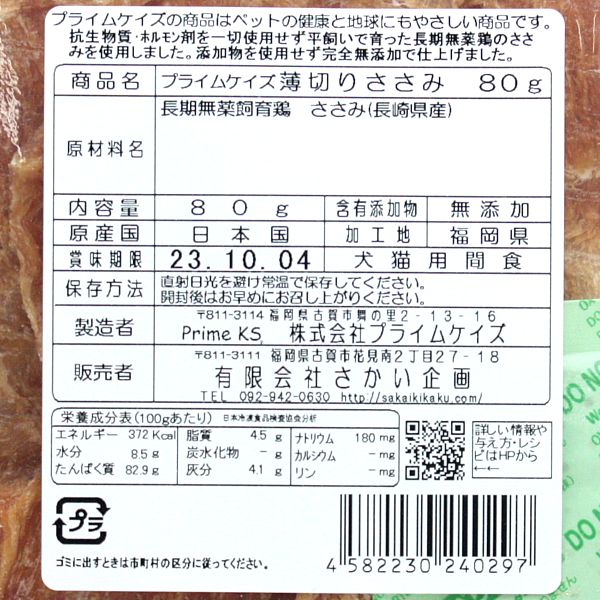 プライムケイズの商品はペットの健康と地球にもやさしい商品です。
抗生物質・ホルモン剤を一切使用せず平飼いで育った長期無薬鶏のささみを使用しました。添加物を使用せず完全無添加で仕上げました。
商品名 プライムケイズ薄切りささみ 80g
原材料名 長期無薬飼育鶏 ささみ(長崎県産)
内容量 80g 含有添加物 無添加
原産国 日本国 加工地 福岡県
賞味期限 23.10.04 犬猫用間食
保存方法 直射日光を避け常温で保存してください。
開封後はお早めにお召し上がりください。
製造者 〒811-3114 福岡県古賀市舞の里2-13-16
Prime KS, 株式会社プライムケイズ
販売者 〒811-3111 福岡県古賀市花見南2丁目27-18
有限会社さかい企画
TEL 092-942-0630 http://sakaikikaku.com/
栄養成分表(100gあたり) 日本冷凍食品検査協会分析
エネルギー 372 Kcal 脂質 4.5 g ナトリウム 180 mg
水分 8.5 g 炭水化物 － g カルシウム － mg
たんぱく質 82.9 g 灰分 4.1 g リン － mg
詳しい情報や
与え方・レシ
ピはHPから
←←
プラ
ゴミに出すときは市町村の区分に従ってください。
4 582230 240297
DO NO